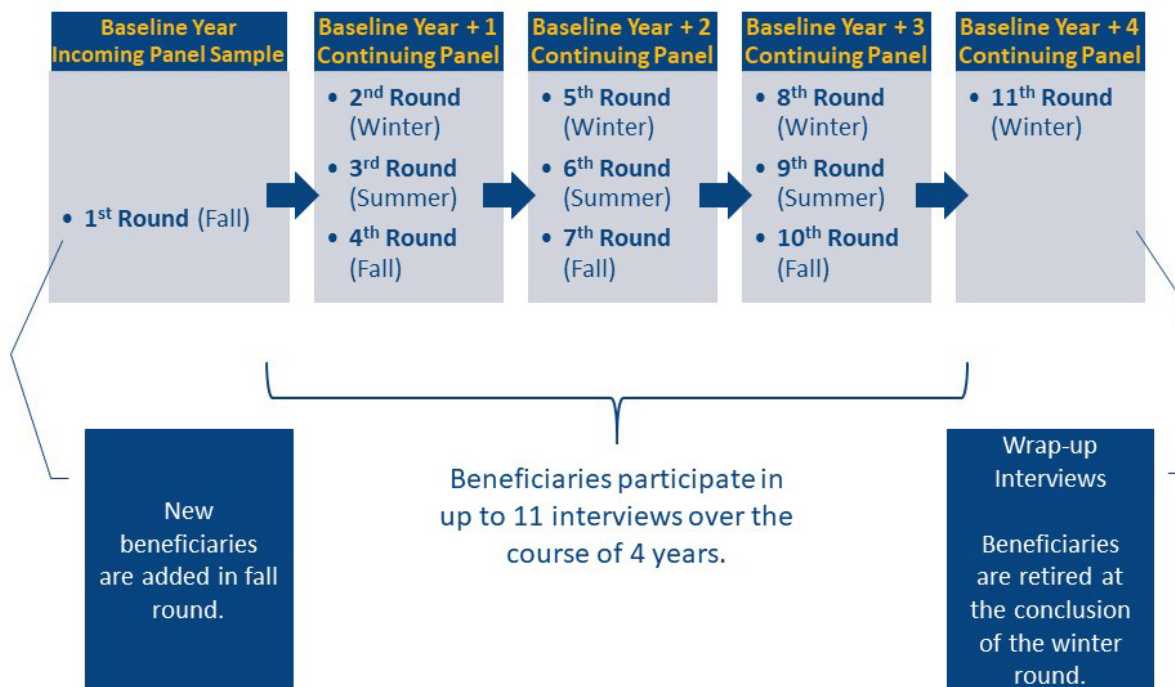 Baseline Year
Incoming Panel Sample
• 1st Round (Fall)
Baseline Year + 1
Continuing Panel
• 2nd Round
(Winter)
• 3rd Round
(Summer)
• 4th Round
(Fall)
Baseline Year + 2
Continuing Panel
• 5th Round
(Winter)
• 6th Round
(Summer)
• 7th Round
(Fall)
Baseline Year + 3
Continuing Panel
• 8th Round
(Winter)
• 9th Round
(Summer)
• 10th Round
(Fall)
Baseline Year + 4
Continuing Panel
• 11th Round
(Winter)
New
beneficiaries
are added in fall
round.
Beneficiaries participate in
up to 11 interviews over the
course of 4 years.
Wrap-up
Interviews
Beneficiaries
are retired at
the conclusion
of the winter
round.